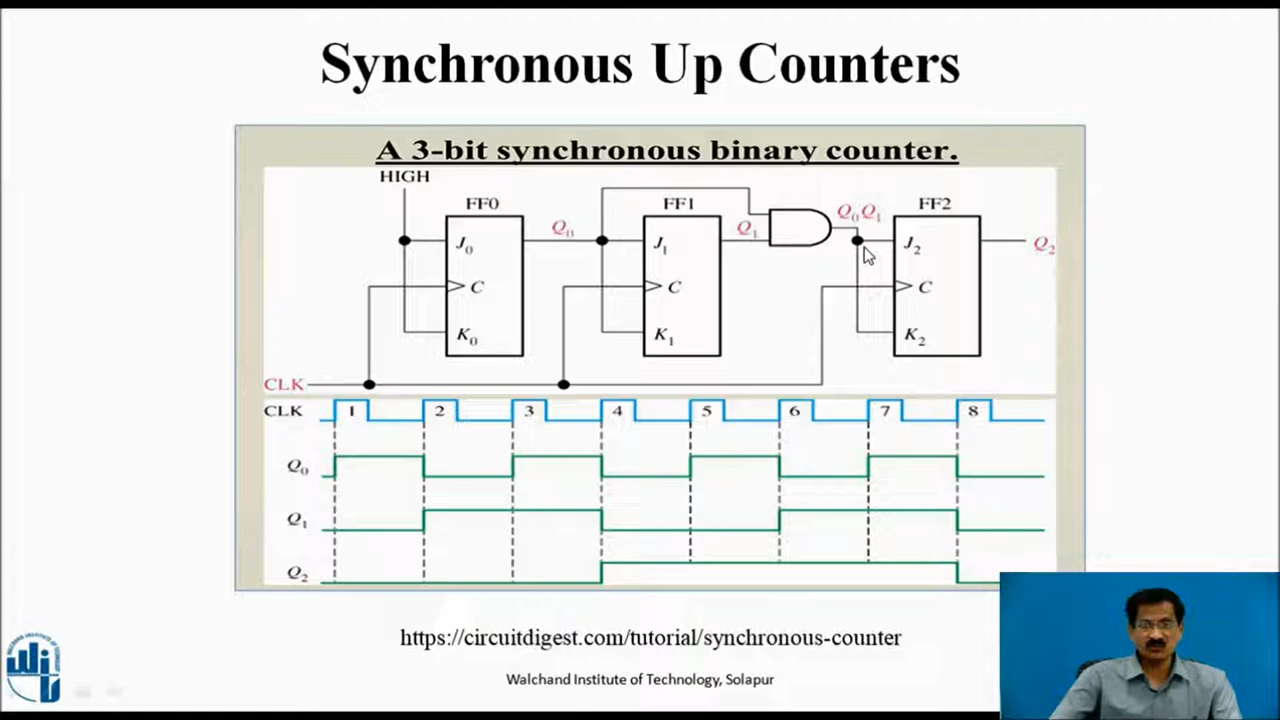 Synchronous Up Counters
A 3-bit synchronous binary counter.
HIGH
FF0
FF1
FF2
Q0
Q1
Q0 Q1
J0
J1
J2
Q2
C
C
C
K0
K1
K2
CLK
CLK 1 2 3 4 5 6 7 8
Q0
Q1
Q2
https://circuitdigest.com/tutorial/synchronous-counter
Walchand Institute of Technology, Solapur